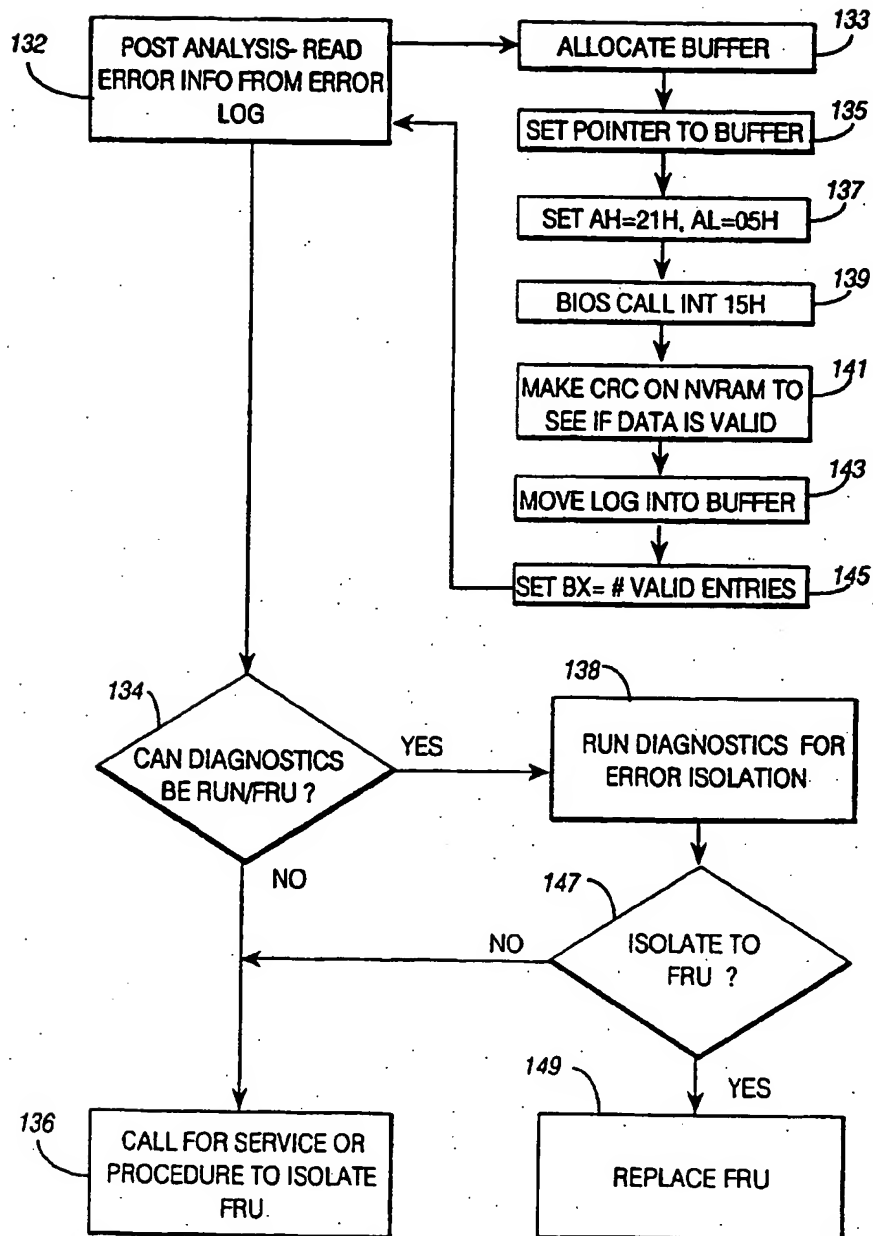 132
POST ANALYSIS- READ
ERROR INFO FROM ERROR
LOG
ALLOCATE BUFFER
133
SET POINTER TO BUFFER
135
SET AH=21H, AL=05H
137
BIOS CALL INT 15H
139
MAKE CRC ON NVRAM TO
SEE IF DATA IS VALID
141
MOVE LOG INTO BUFFER
143
SET BX= # VALID ENTRIES
145
134
CAN DIAGNOSTICS
BE RUN/FRU ?
YES
NO
138
RUN DIAGNOSTICS FOR
ERROR ISOLATION
147
ISOLATE TO
FRU ?
NO
YES
136
CALL FOR SERVICE OR
PROCEDURE TO ISOLATE
FRU
149
REPLACE FRU